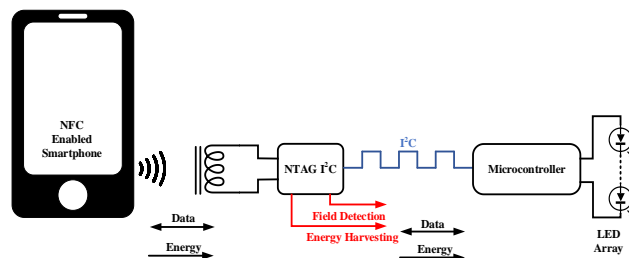 NFC
Enabled
Smartphone
NTAG I²C
I²C
Microcontroller
LED
Array
Field Detection
Energy Harvesting
Data
Energy
Data
Energy